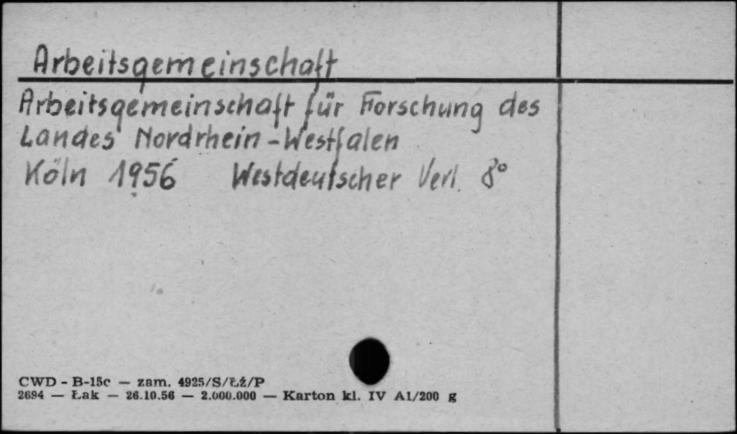 Arbeitsgemeinschaft
Arbeitsgemeinschaft für Forschung des
Landes Nordrhein-Westfalen
Köln 1956 Westdeutscher Verl. 8°
CWD - B-15c — zam. 4925/S/Łź/P
2694 — Łak — 26.10.56 — 2.000.000 — Karton kl. IV A1/200 g